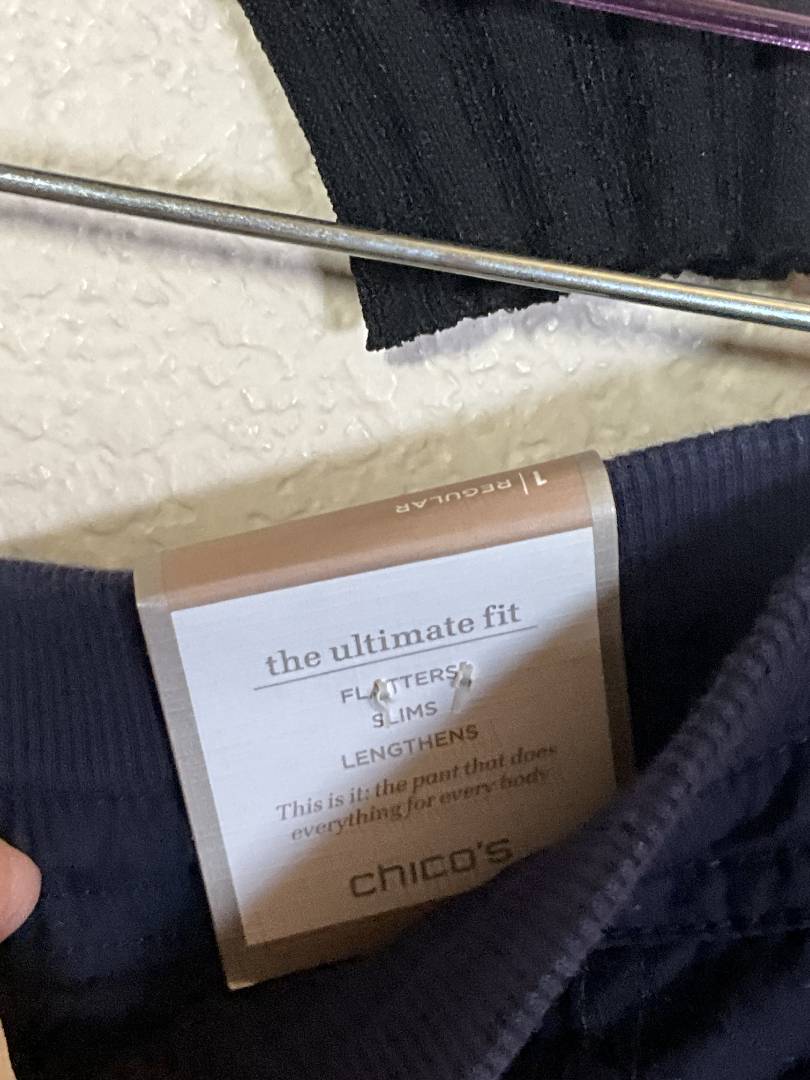 1 | REGULAR
the ultimate fit
FLATTERS
SLIMS
LENGTHENS
This is it: the pant that does
everything for every body
chico's